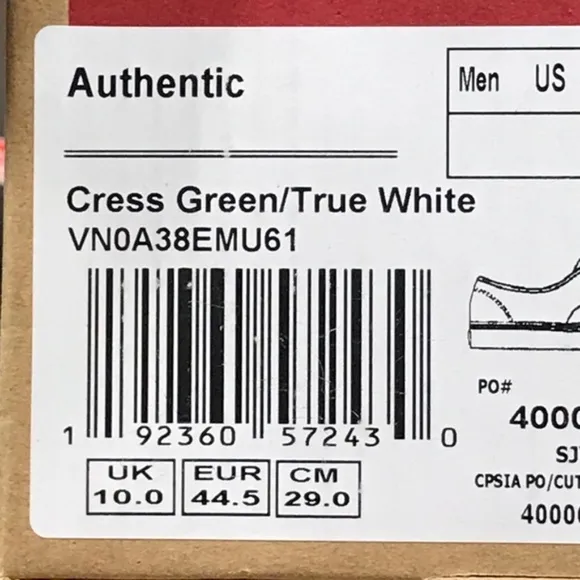 Authentic
Men US
Cress Green/True White
VN0A38EMU61
1 92360 57243 0
PO#
UK EUR CM
10.0 44.5 29.0
CPSIA PO/CUT